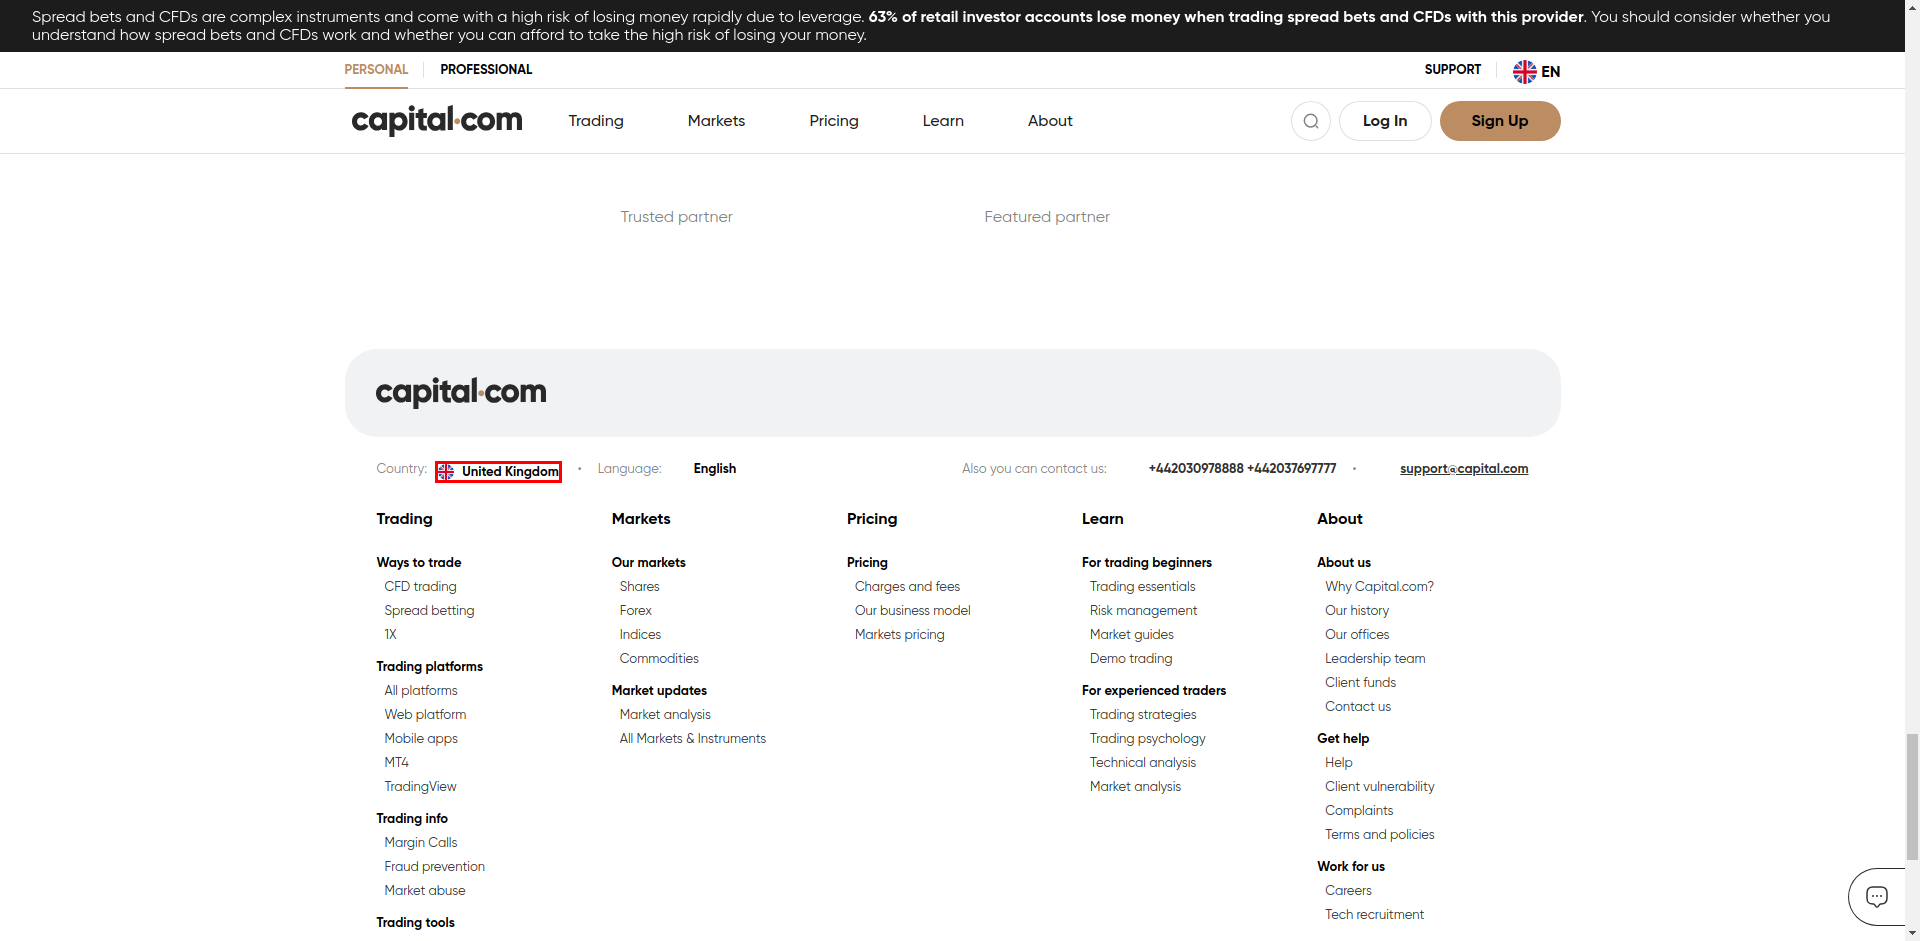 Spread bets and CFDs are complex instruments and come with a high risk of losing money rapidly due to leverage. 63% of retail investor accounts lose money when trading spread bets and CFDs with this provider. You should consider whether you
understand how spread bets and CFDs work and whether you can afford to take the high risk of losing your money.
PERSONAL PROFESSIONAL SUPPORT EN
capital.com Trading Markets Pricing Learn About Log In Sign Up
Trusted partner Featured partner
capital.com
Country: United Kingdom • Language: English Also you can contact us: +442030978888 +442037697777 • support@capital.com
Trading
Ways to trade
CFD trading
Spread betting
1X
Trading platforms
All platforms
Web platform
Mobile apps
MT4
TradingView
Trading info
Margin Calls
Fraud prevention
Market abuse
Trading tools
Markets
Our markets
Shares
Forex
Indices
Commodities
Market updates
Market analysis
All Markets & Instruments
Pricing
Pricing
Charges and fees
Our business model
Markets pricing
Learn
For trading beginners
Trading essentials
Risk management
Market guides
Demo trading
For experienced traders
Trading strategies
Trading psychology
Technical analysis
Market analysis
About
About us
Why Capital.com?
Our history
Our offices
Leadership team
Client funds
Contact us
Get help
Help
Client vulnerability
Complaints
Terms and policies
Work for us
Careers
Tech recruitment